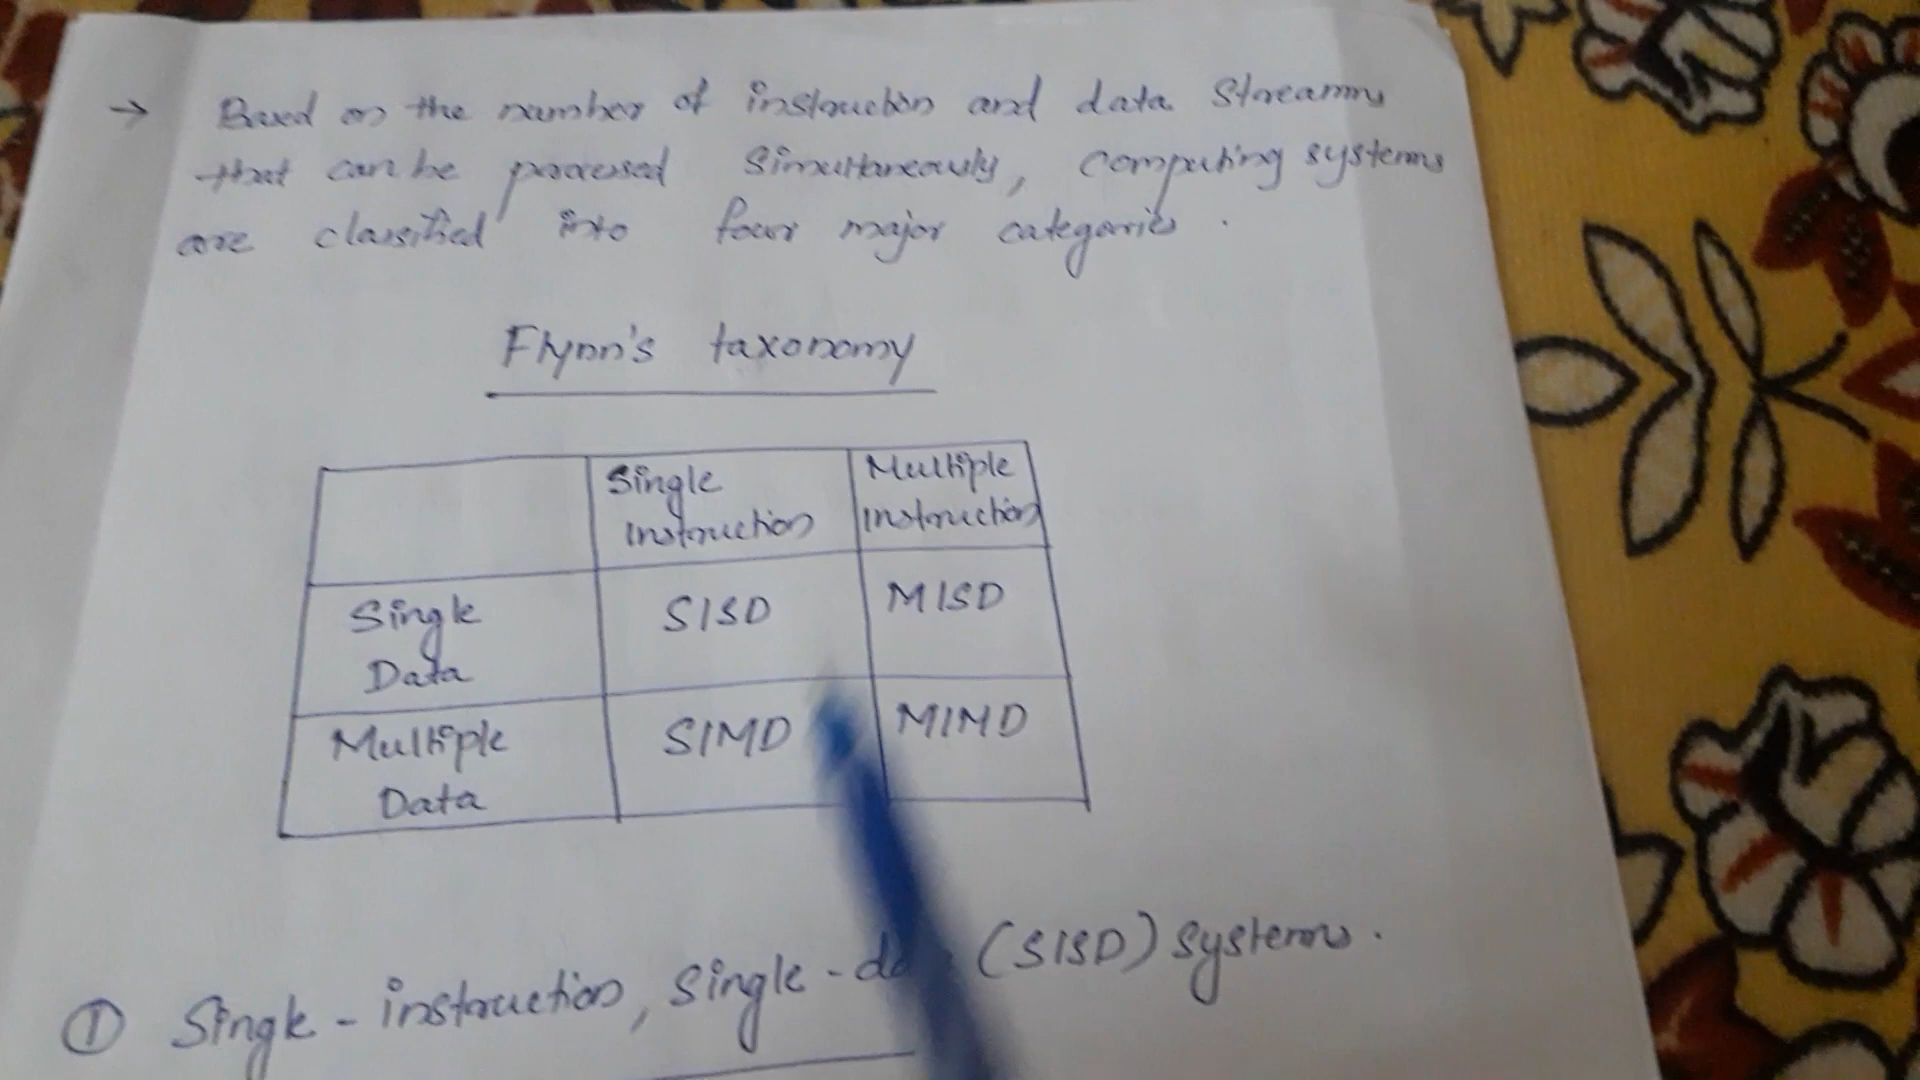 → Based on the number of instruction and data Streams
that can be processed Simultaneously, computing systems
are classified into four major categories.
Flynn's taxonomy
Single Instruction Multiple Instruction
Single Data SISD MISD
Multiple Data SIMD MIMD
① Single-instruction, Single-da (SISD) systems.